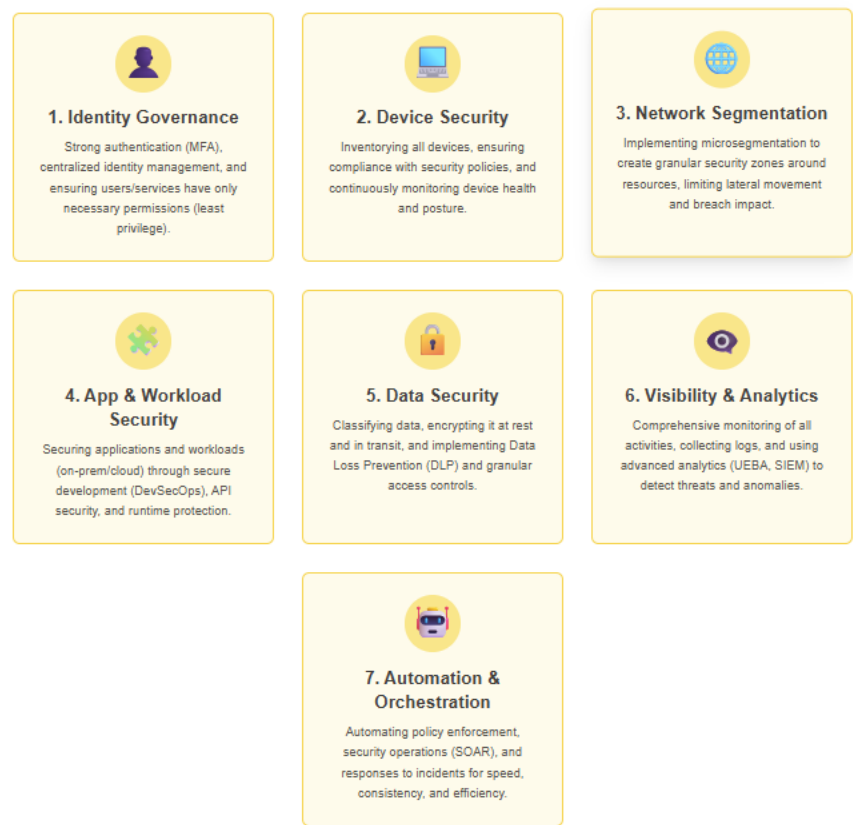 1. Identity Governance
Strong authentication (MFA),
centralized identity management, and
ensuring users/services have only
necessary permissions (least
privilege).
2. Device Security
Inventorying all devices, ensuring
compliance with security policies, and
continuously monitoring device health
and posture.
3. Network Segmentation
Implementing microsegmentation to
create granular security zones around
resources, limiting lateral movement
and breach impact.
4. App & Workload
Security
Securing applications and workloads
(on-prem/cloud) through secure
development (DevSecOps), API
security, and runtime protection.
5. Data Security
Classifying data, encrypting it at rest
and in transit, and implementing Data
Loss Prevention (DLP) and granular
access controls.
6. Visibility & Analytics
Comprehensive monitoring of all
activities, collecting logs, and using
advanced analytics (UEBA, SIEM) to
detect threats and anomalies.
7. Automation &
Orchestration
Automating policy enforcement,
security operations (SOAR), and
responses to incidents for speed,
consistency, and efficiency.